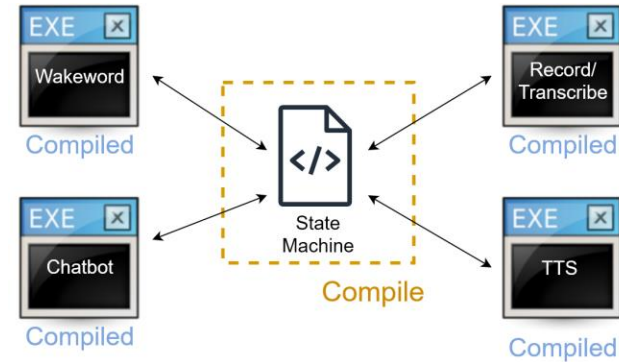 EXE
Wakeword
Compiled
EXE
Record/
Transcribe
Compiled
</>
State
Machine
Compile
EXE
Chatbot
Compiled
EXE
TTS
Compiled